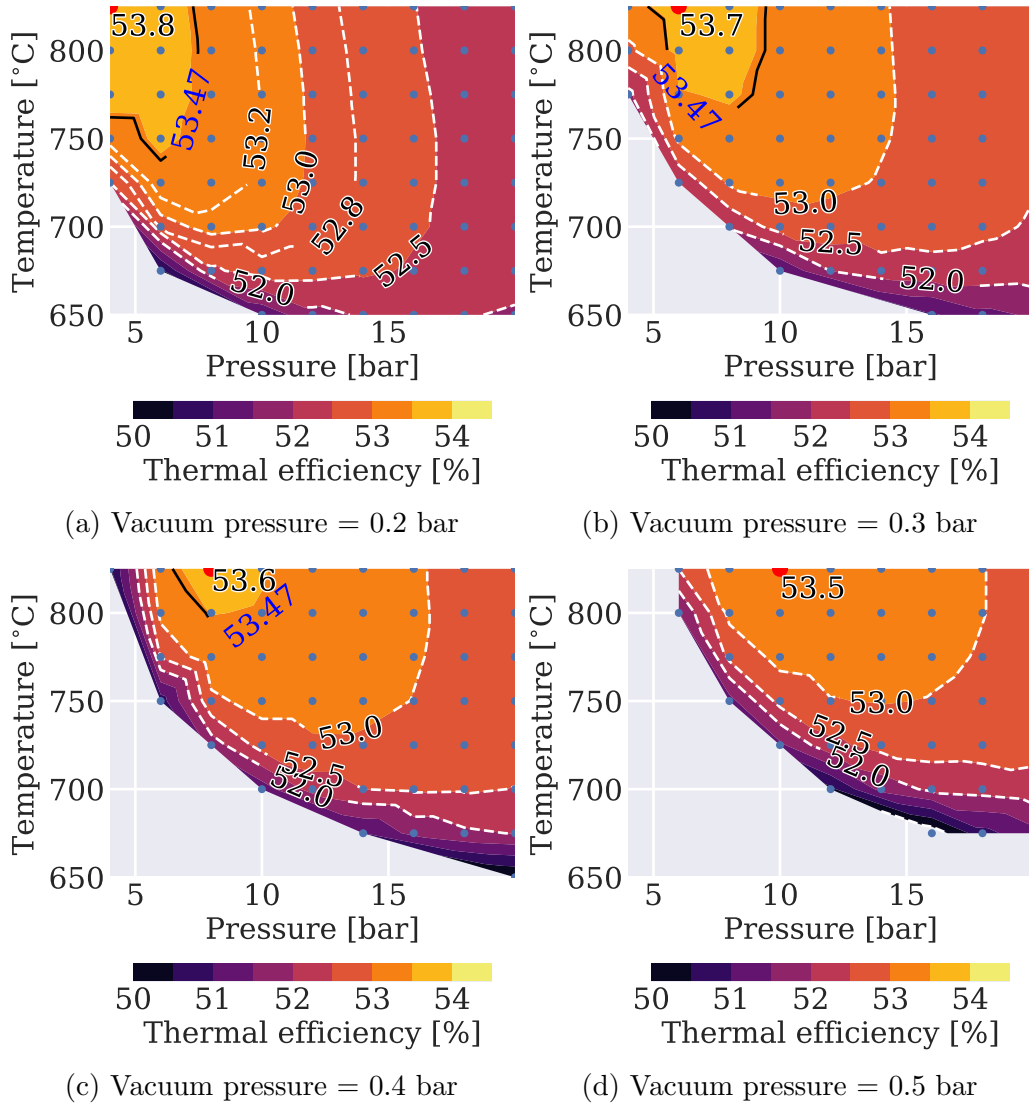 53.8
53.47
53.2
53.0
52.8
52.5
52.0
800
750
700
650
Temperature [°C]
5 10 15
Pressure [bar]
50 51 52 53 54
Thermal efficiency [%]
(a) Vacuum pressure = 0.2 bar
53.7
53.47
53.0
52.5
52.0
800
750
700
650
Temperature [°C]
5 10 15
Pressure [bar]
50 51 52 53 54
Thermal efficiency [%]
(b) Vacuum pressure = 0.3 bar
53.6
53.47
53.0
52.5
52.0
800
750
700
650
Temperature [°C]
5 10 15
Pressure [bar]
50 51 52 53 54
Thermal efficiency [%]
(c) Vacuum pressure = 0.4 bar
53.5
53.0
52.5
52.0
800
750
700
650
Temperature [°C]
5 10 15
Pressure [bar]
50 51 52 53 54
Thermal efficiency [%]
(d) Vacuum pressure = 0.5 bar